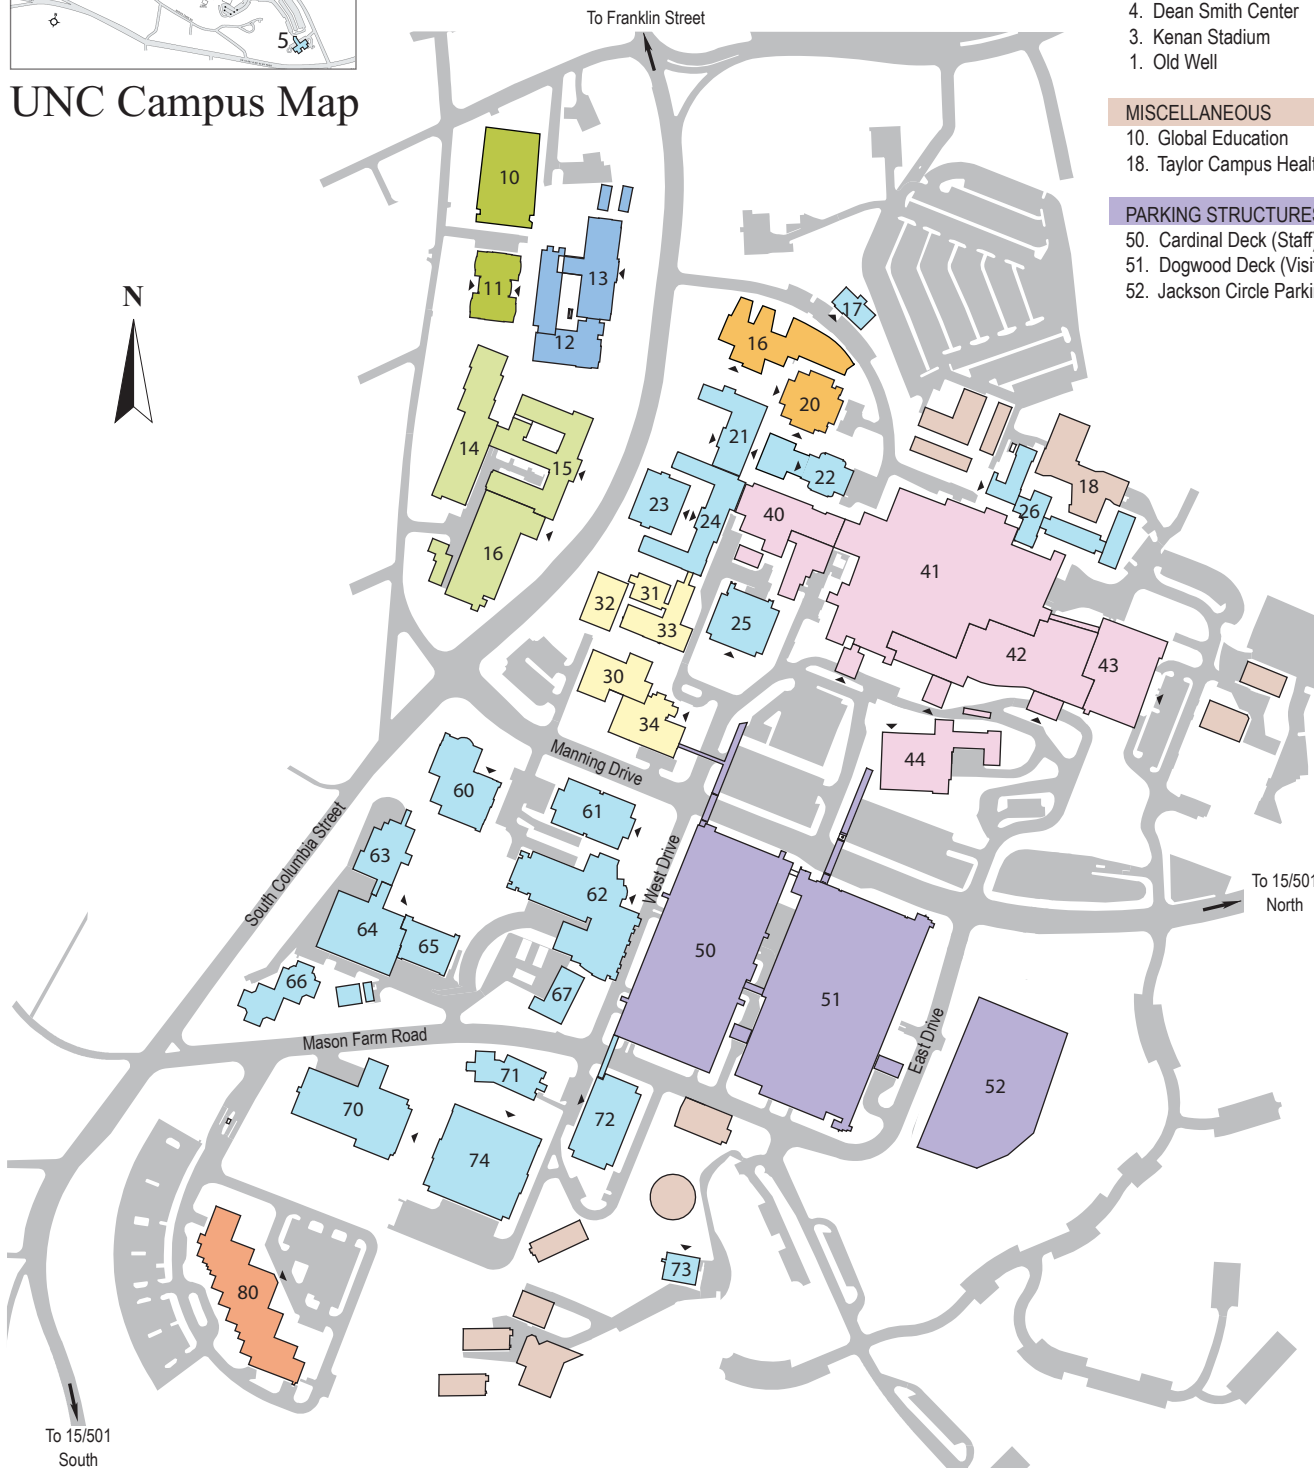 To Franklin Street
4. Dean Smith Center
3. Kenan Stadium
1. Old Well
5
UNC Campus Map
MISCELLANEOUS
10. Global Education
18. Taylor Campus Heal
PARKING STRUCTURES
50. Cardinal Deck (Staff
51. Dogwood Deck (Visi
52. Jackson Circle Parki
N
10
11
13
12
17
16
20
14
15
16
21
22
23
24
40
41
18
26
31
32
33
25
42
43
30
34
44
Manning Drive
60
61
63
62
64
65
66
67
South Columbia Street
West Drive
50
51
To 15/501
North
East Drive
52
Mason Farm Road
71
70
72
74
73
80
To 15/501
South